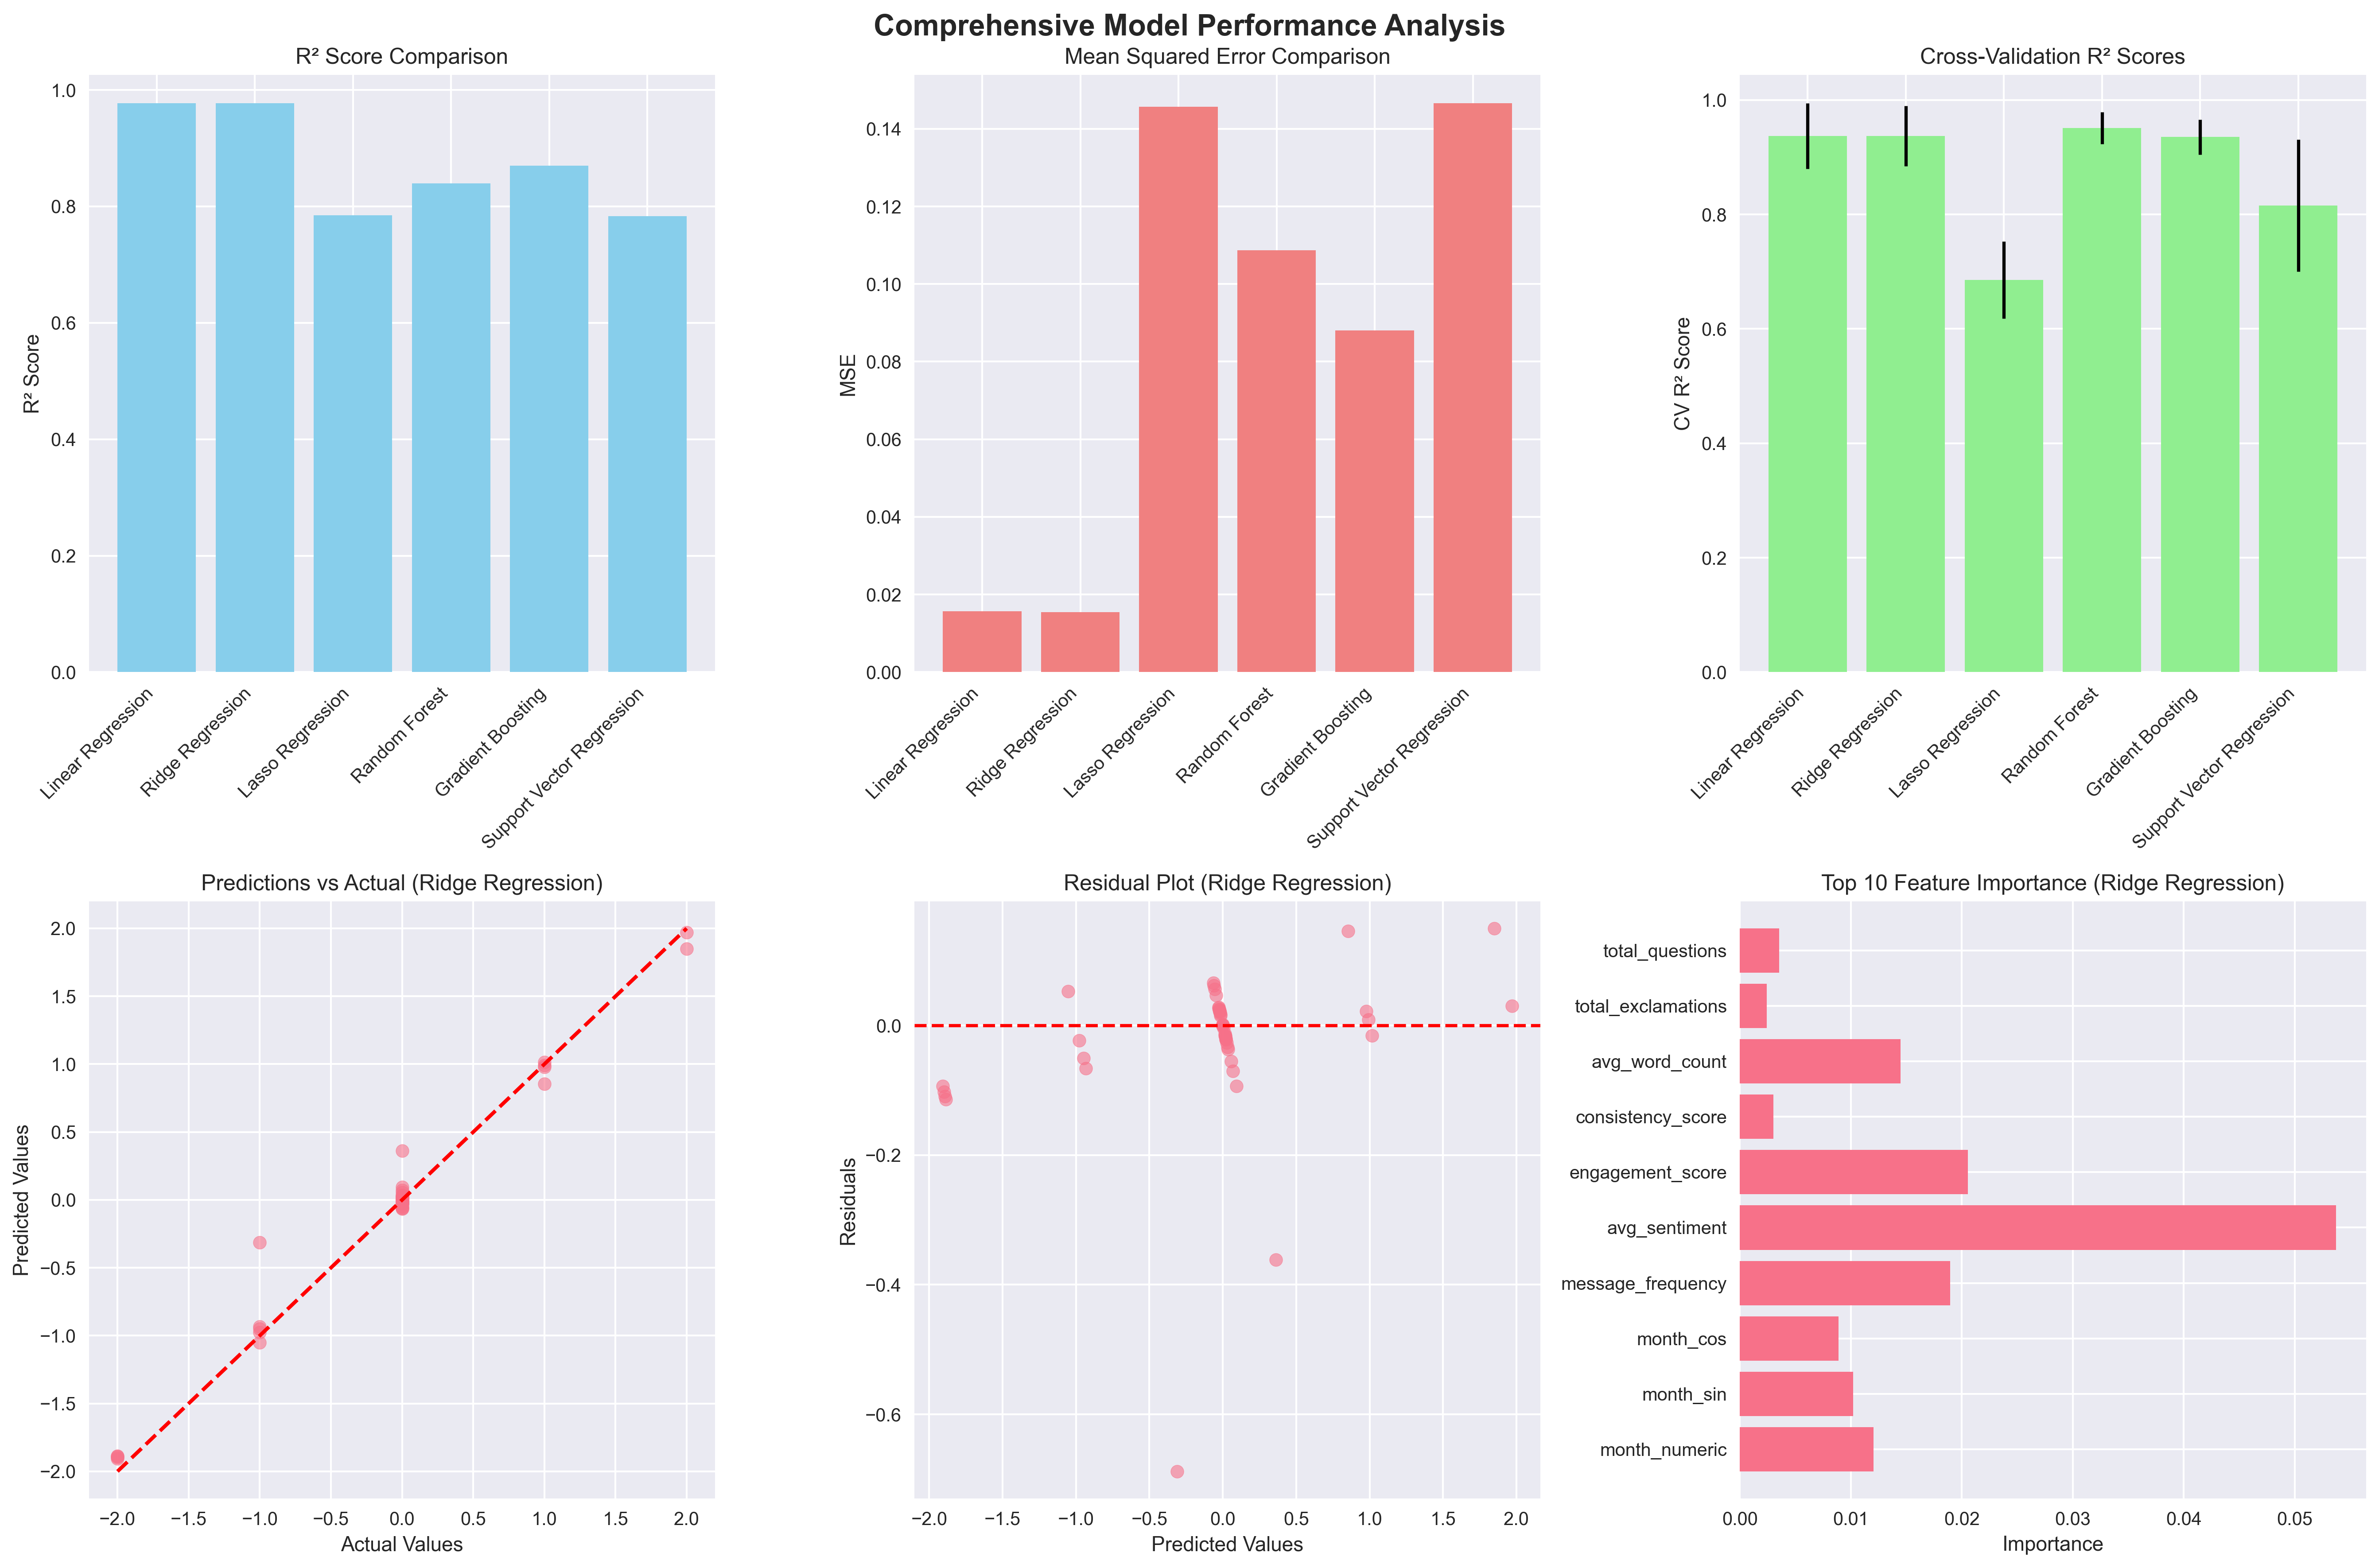 Comprehensive Model Performance Analysis
R² Score Comparison
R² Score
1.0
0.8
0.6
0.4
0.2
0.0
Linear Regression
Ridge Regression
Lasso Regression
Random Forest
Gradient Boosting
Support Vector Regression
Mean Squared Error Comparison
MSE
0.14
0.12
0.10
0.08
0.06
0.04
0.02
0.00
Linear Regression
Ridge Regression
Lasso Regression
Random Forest
Gradient Boosting
Support Vector Regression
Cross-Validation R² Scores
CV R² Score
1.0
0.8
0.6
0.4
0.2
0.0
Linear Regression
Ridge Regression
Lasso Regression
Random Forest
Gradient Boosting
Support Vector Regression
Predictions vs Actual (Ridge Regression)
Predicted Values
2.0
1.5
1.0
0.5
0.0
−0.5
−1.0
−1.5
−2.0
−2.0 −1.5 −1.0 −0.5 0.0 0.5 1.0 1.5 2.0
Actual Values
Residual Plot (Ridge Regression)
Residuals
0.0
−0.2
−0.4
−0.6
−2.0 −1.5 −1.0 −0.5 0.0 0.5 1.0 1.5 2.0
Predicted Values
Top 10 Feature Importance (Ridge Regression)
total_questions
total_exclamations
avg_word_count
consistency_score
engagement_score
avg_sentiment
message_frequency
month_cos
month_sin
month_numeric
0.00 0.01 0.02 0.03 0.04 0.05
Importance